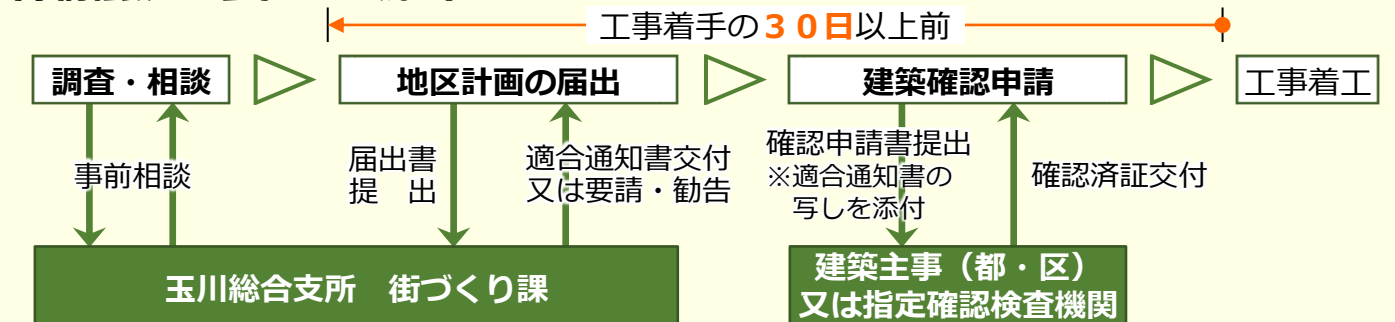 工事着手の３０日以上前
調査・相談
地区計画の届出
建築確認申請
工事着工
事前相談
届出書
提　出
適合通知書交付
又は要請・勧告
確認申請書提出
※適合通知書の
写しを添付
確認済証交付
玉川総合支所　街づくり課
建築主事（都・区）
又は指定確認検査機関